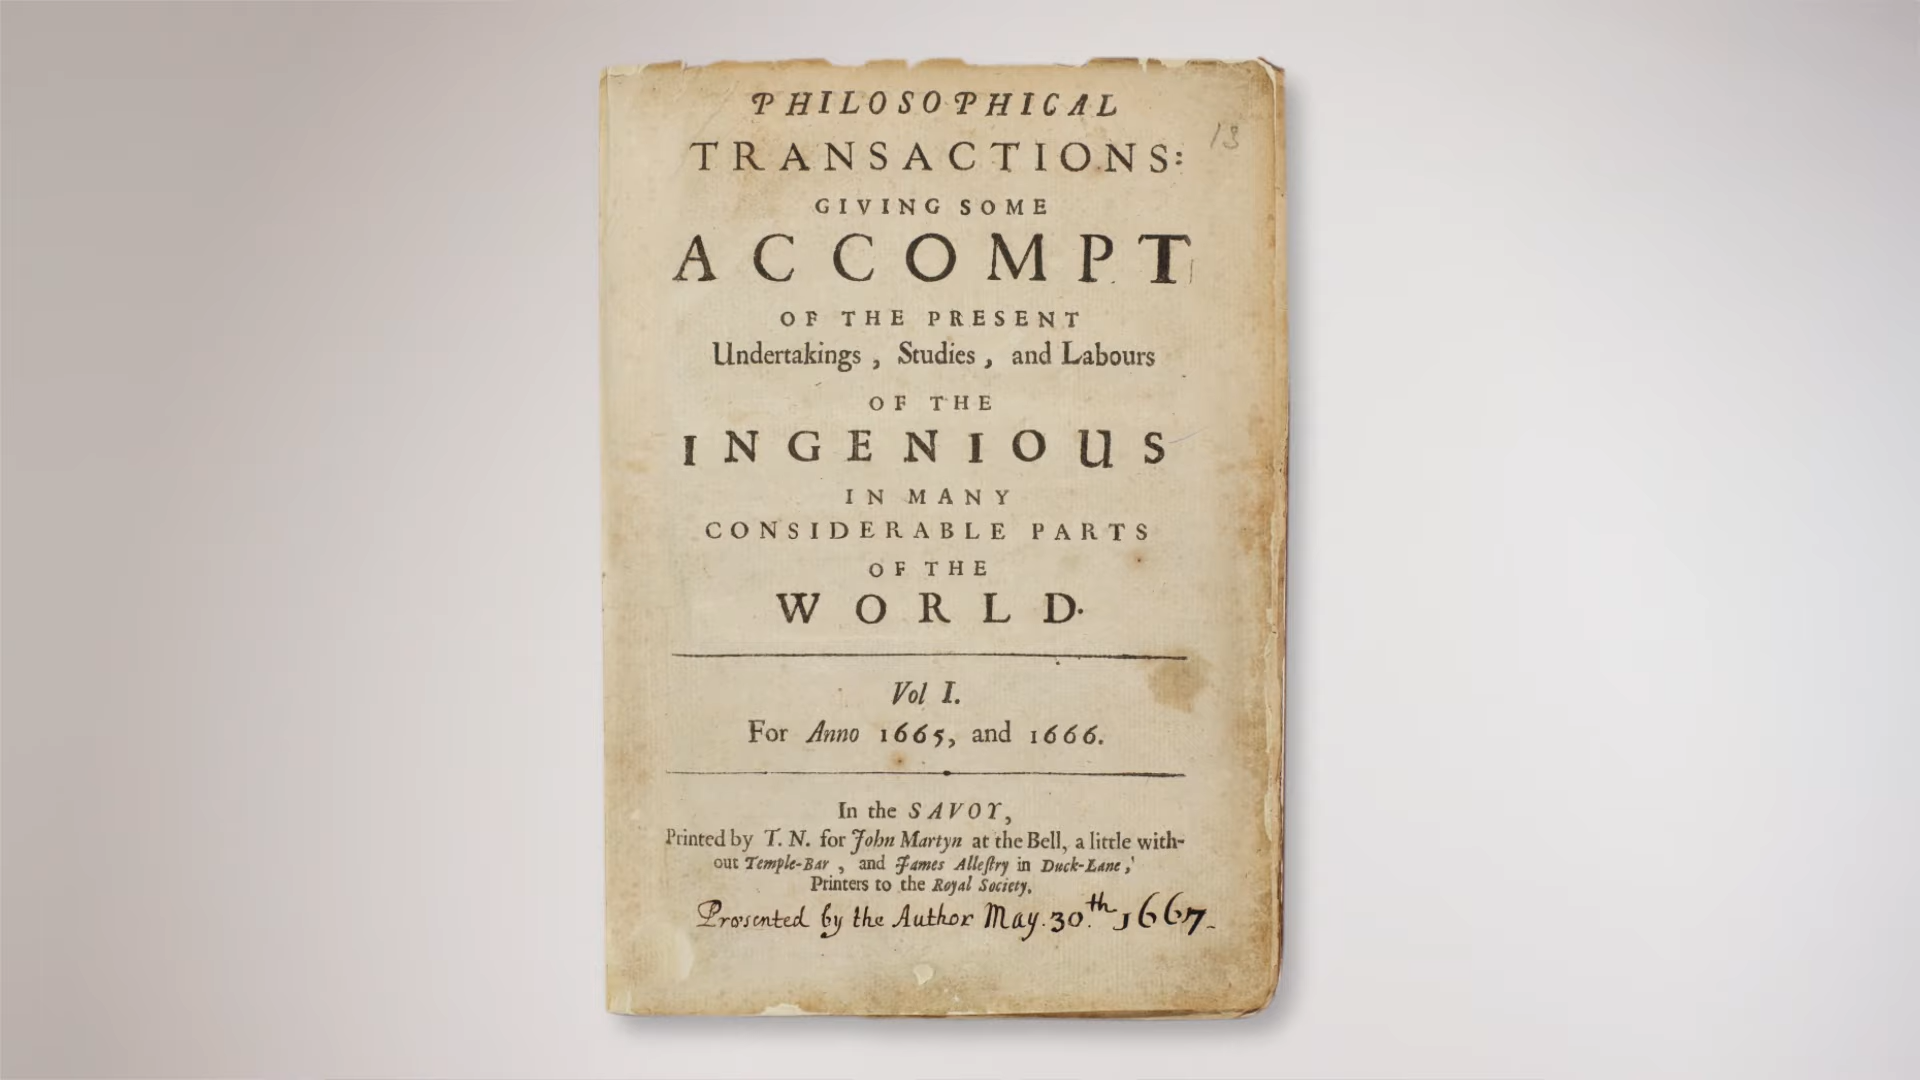 PHILOSOPHICAL
TRANSACTIONS:
GIVING SOME
ACCOMPT
OF THE PRESENT
Undertakings, Studies, and Labours
OF THE
INGENIOUS
IN MANY
CONSIDERABLE PARTS
OF THE
WORLD.
Vol I.
For Anno 1665, and 1666.
In the SAVOY,
Printed by T. N. for John Martyn at the Bell, a little with-
out Temple-Bar, and James Alleſtry in Duck-Lane,
Printers to the Royal Society.
Presented by the Author May. 30th 1667.
13